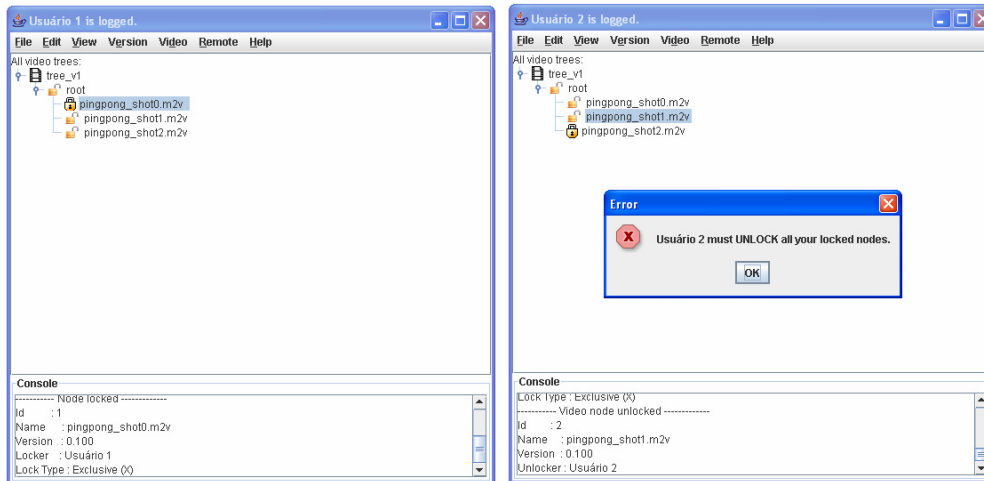 Usuário 1 is logged.
File Edit View Version Video Remote Help
All video trees:
tree_v1
root
pingpong_shot0.m2v
pingpong_shot1.m2v
pingpong_shot2.m2v
Console
---------- Node locked -------------
Id : 1
Name : pingpong_shot0.m2v
Version : 0.100
Locker : Usuário 1
Lock Type : Exclusive (X)
Usuário 2 is logged.
File Edit View Version Video Remote Help
All video trees:
tree_v1
root
pingpong_shot0.m2v
pingpong_shot1.m2v
pingpong_shot2.m2v
Error
Usuário 2 must UNLOCK all your locked nodes.
OK
Console
Lock Type : Exclusive (X)
---------- Video node unlocked -------------
Id : 2
Name : pingpong_shot1.m2v
Version : 0.100
Unlocker : Usuário 2